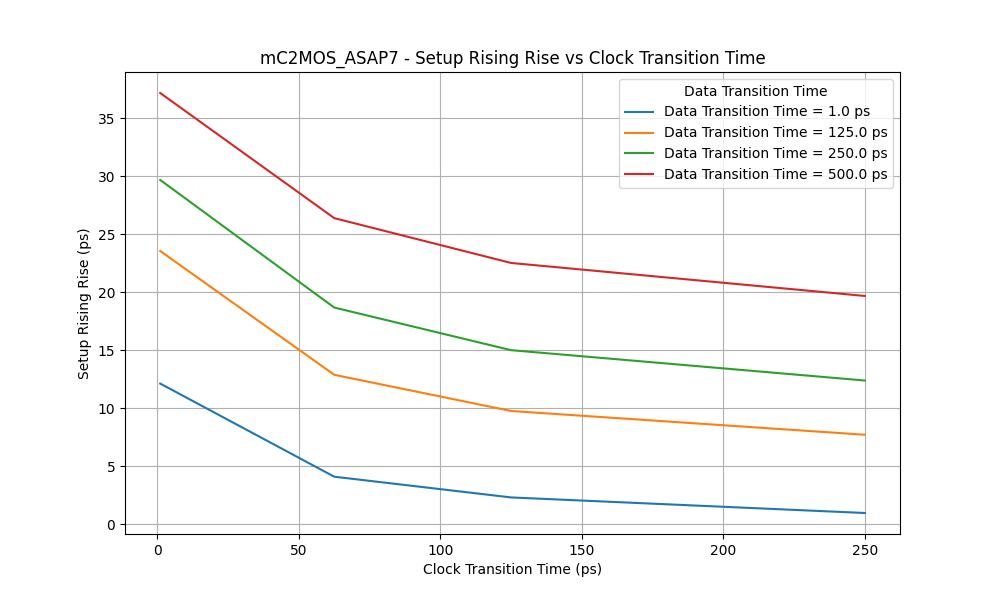 mC2MOS_ASAP7 - Setup Rising Rise vs Clock Transition Time
Data Transition Time
Data Transition Time = 1.0 ps
Data Transition Time = 125.0 ps
Data Transition Time = 250.0 ps
Data Transition Time = 500.0 ps
Setup Rising Rise (ps)
35
30
25
20
15
10
5
0
0 50 100 150 200 250
Clock Transition Time (ps)